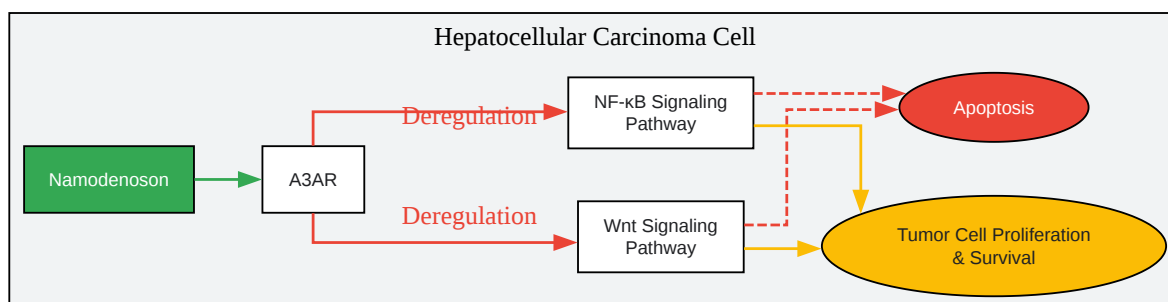 Hepatocellular Carcinoma Cell
NF-κB Signaling
Pathway
Apoptosis
Deregulation
Namodenoson
A3AR
Deregulation
Wnt Signaling
Pathway
Tumor Cell Proliferation
& Survival